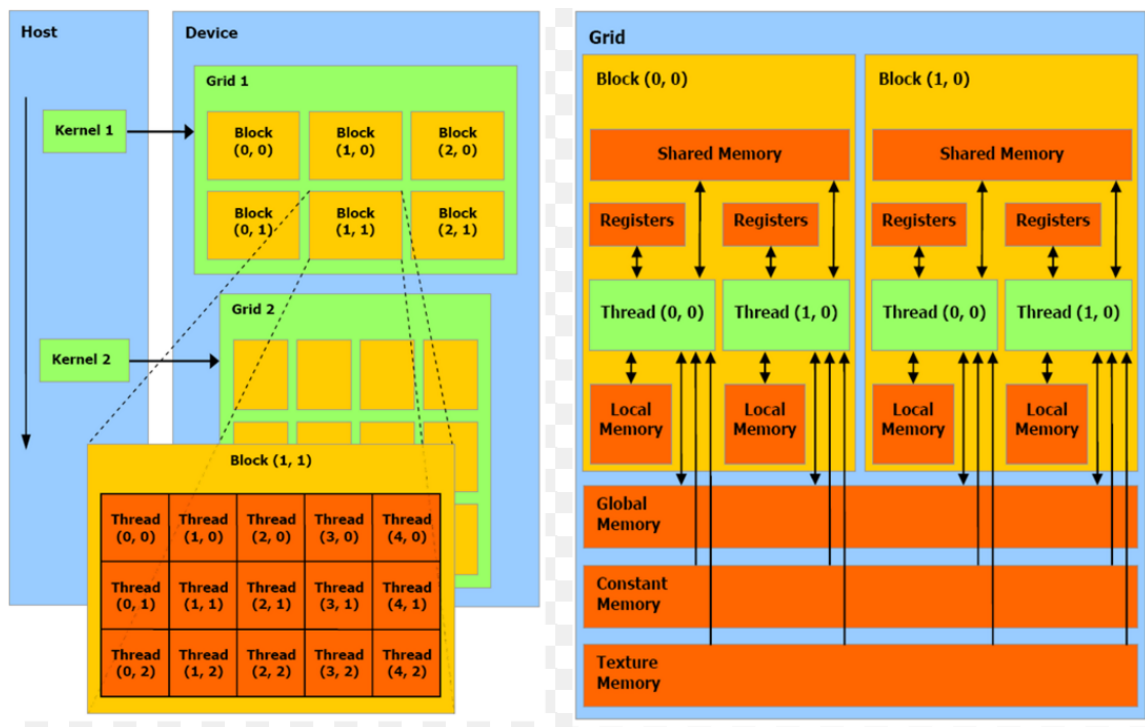 Host
Device
Grid 1
Kernel 1
Block
(0, 0)
Block
(1, 0)
Block
(2, 0)
Block
(0, 1)
Block
(1, 1)
Block
(2, 1)
Grid 2
Kernel 2
Block (1, 1)
Thread
(0, 0)
Thread
(1, 0)
Thread
(2, 0)
Thread
(3, 0)
Thread
(4, 0)
Thread
(0, 1)
Thread
(1, 1)
Thread
(2, 1)
Thread
(3, 1)
Thread
(4, 1)
Thread
(0, 2)
Thread
(1, 2)
Thread
(2, 2)
Thread
(3, 2)
Thread
(4, 2)
Grid
Block (0, 0)
Shared Memory
Registers
Registers
Thread (0, 0)
Thread (1, 0)
Local
Memory
Local
Memory
Block (1, 0)
Shared Memory
Registers
Registers
Thread (0, 0)
Thread (1, 0)
Local
Memory
Local
Memory
Global
Memory
Constant
Memory
Texture
Memory